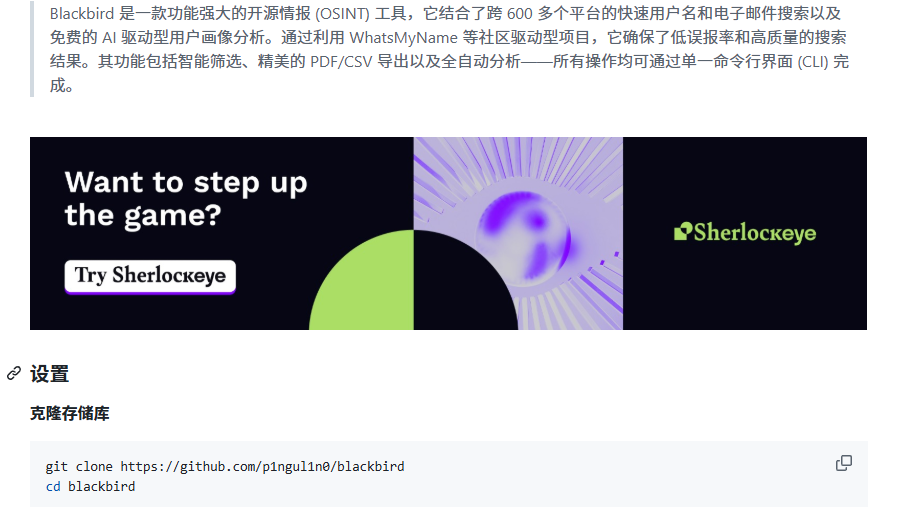 Blackbird 是一款功能强大的开源情报 (OSINT) 工具，它结合了跨 600 多个平台的快速用户名和电子邮件搜索以及
免费的 AI 驱动型用户画像分析。通过利用 WhatsMyName 等社区驱动型项目，它确保了低误报率和高质量的搜索
结果。其功能包括智能筛选、精美的 PDF/CSV 导出以及全自动分析——所有操作均可通过单一命令行界面 (CLI) 完
成。
Want to step up
the game?
Try Sherlockeye
Sherlockeye
设置
克隆存储库
git clone https://github.com/p1ngul1n0/blackbird
cd blackbird